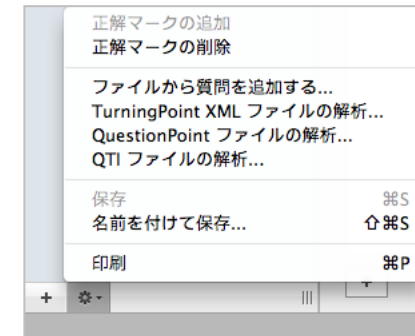 正解マークの追加
正解マークの削除
ファイルから質問を追加する...
TurningPoint XML ファイルの解析...
QuestionPoint ファイルの解析...
QTI ファイルの解析...
保存 ⌘S
名前を付けて保存... ⇧⌘S
印刷 ⌘P